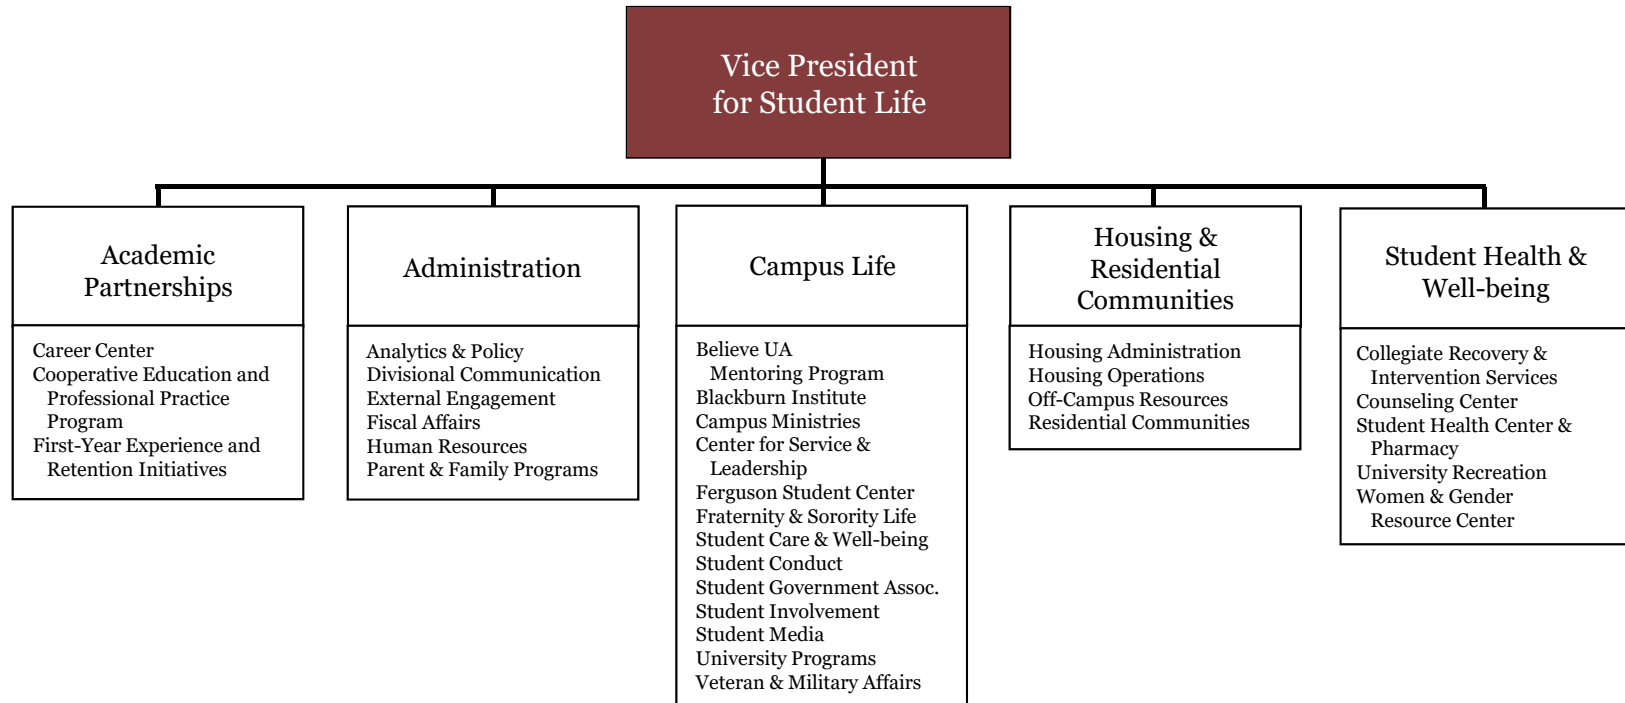 Vice President
for Student Life
Academic
Partnerships
Career Center
Cooperative Education and
Professional Practice
Program
First-Year Experience and
Retention Initiatives
Administration
Analytics & Policy
Divisional Communication
External Engagement
Fiscal Affairs
Human Resources
Parent & Family Programs
Campus Life
Believe UA
Mentoring Program
Blackburn Institute
Campus Ministries
Center for Service &
Leadership
Ferguson Student Center
Fraternity & Sorority Life
Student Care & Well-being
Student Conduct
Student Government Assoc.
Student Involvement
Student Media
University Programs
Veteran & Military Affairs
Housing &
Residential
Communities
Housing Administration
Housing Operations
Off-Campus Resources
Residential Communities
Student Health &
Well-being
Collegiate Recovery &
Intervention Services
Counseling Center
Student Health Center &
Pharmacy
University Recreation
Women & Gender
Resource Center